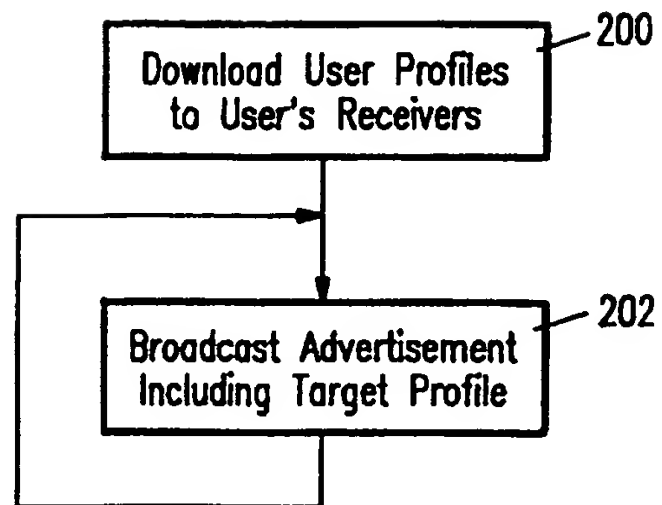 200
Download User Profiles
to User's Receivers
202
Broadcast Advertisement
Including Target Profile